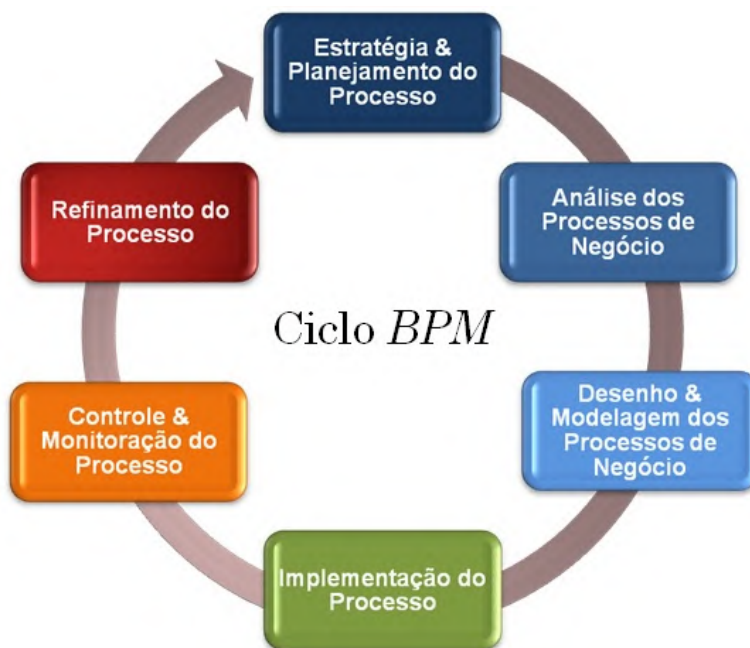 Estratégia &
Planejamento do
Processo
Análise dos
Processos de
Negócio
Desenho &
Modelagem dos
Processos de
Negócio
Implementação do
Processo
Controle &
Monitoração do
Processo
Refinamento do
Processo
Ciclo BPM